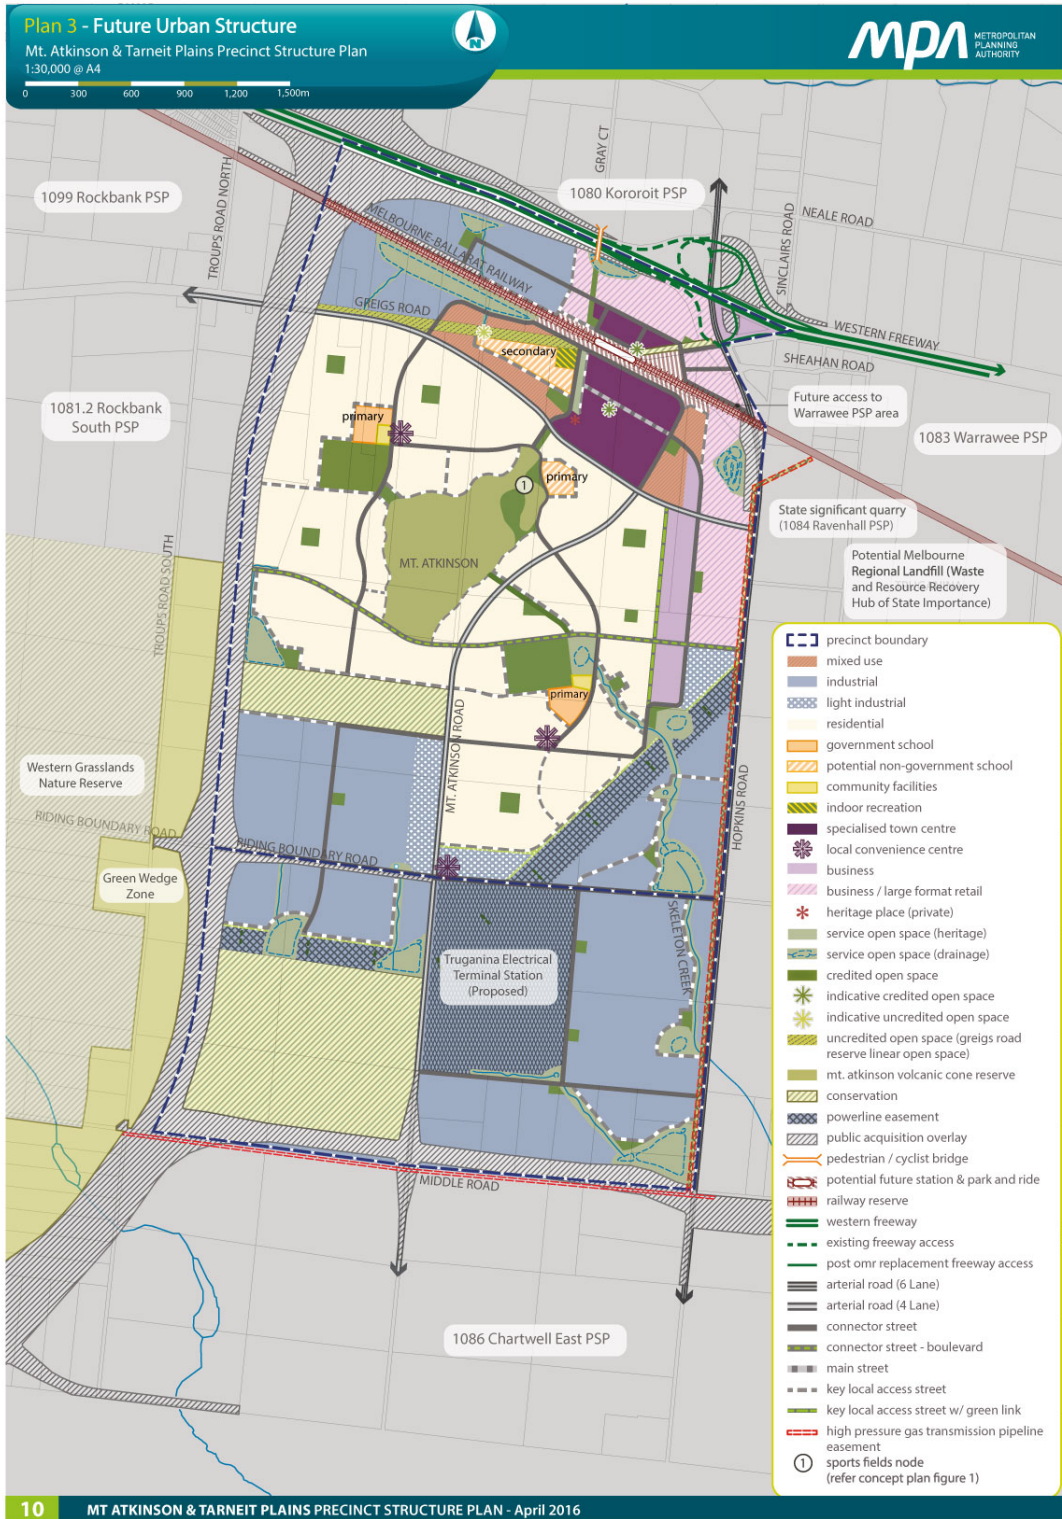 Plan 3 - Future Urban Structure
Mt. Atkinson & Tarneit Plains Precinct Structure Plan
1:30,000 @ A4
0 300 600 900 1,200 1,500m
N
MPA METROPOLITAN
PLANNING
AUTHORITY
1099 Rockbank PSP
TROUPS ROAD NORTH
GRAY CT
1080 Kororoit PSP
NEALE ROAD
SINCLAIRS ROAD
MELBOURNE-BALLARAT RAILWAY
GREIGS ROAD
WESTERN FREEWAY
SHEAHAN ROAD
secondary
Future access to
Warrawee PSP area
1081.2 Rockbank
South PSP
primary
1083 Warrawee PSP
primary
1
State significant quarry
(1084 Ravenhall PSP)
MT. ATKINSON
Potential Melbourne
Regional Landfill (Waste
and Resource Recovery
Hub of State Importance)
TROUPS ROAD SOUTH
primary
MT. ATKINSON ROAD
HOPKINS ROAD
Western Grasslands
Nature Reserve
RIDING BOUNDARY ROAD
RIDING BOUNDARY ROAD
Green Wedge
Zone
SKELETON CREEK
Truganina Electrical
Terminal Station
(Proposed)
MIDDLE ROAD
1086 Chartwell East PSP
precinct boundary
mixed use
industrial
light industrial
residential
government school
potential non-government school
community facilities
indoor recreation
specialised town centre
local convenience centre
business
business / large format retail
heritage place (private)
service open space (heritage)
service open space (drainage)
credited open space
indicative credited open space
indicative uncredited open space
uncredited open space (greigs road
reserve linear open space)
mt. atkinson volcanic cone reserve
conservation
powerline easement
public acquisition overlay
pedestrian / cyclist bridge
potential future station & park and ride
railway reserve
western freeway
existing freeway access
post omr replacement freeway access
arterial road (6 Lane)
arterial road (4 Lane)
connector street
connector street - boulevard
main street
key local access street
key local access street w/ green link
high pressure gas transmission pipeline
easement
1 sports fields node
(refer concept plan figure 1)
10 MT ATKINSON & TARNEIT PLAINS PRECINCT STRUCTURE PLAN - April 2016